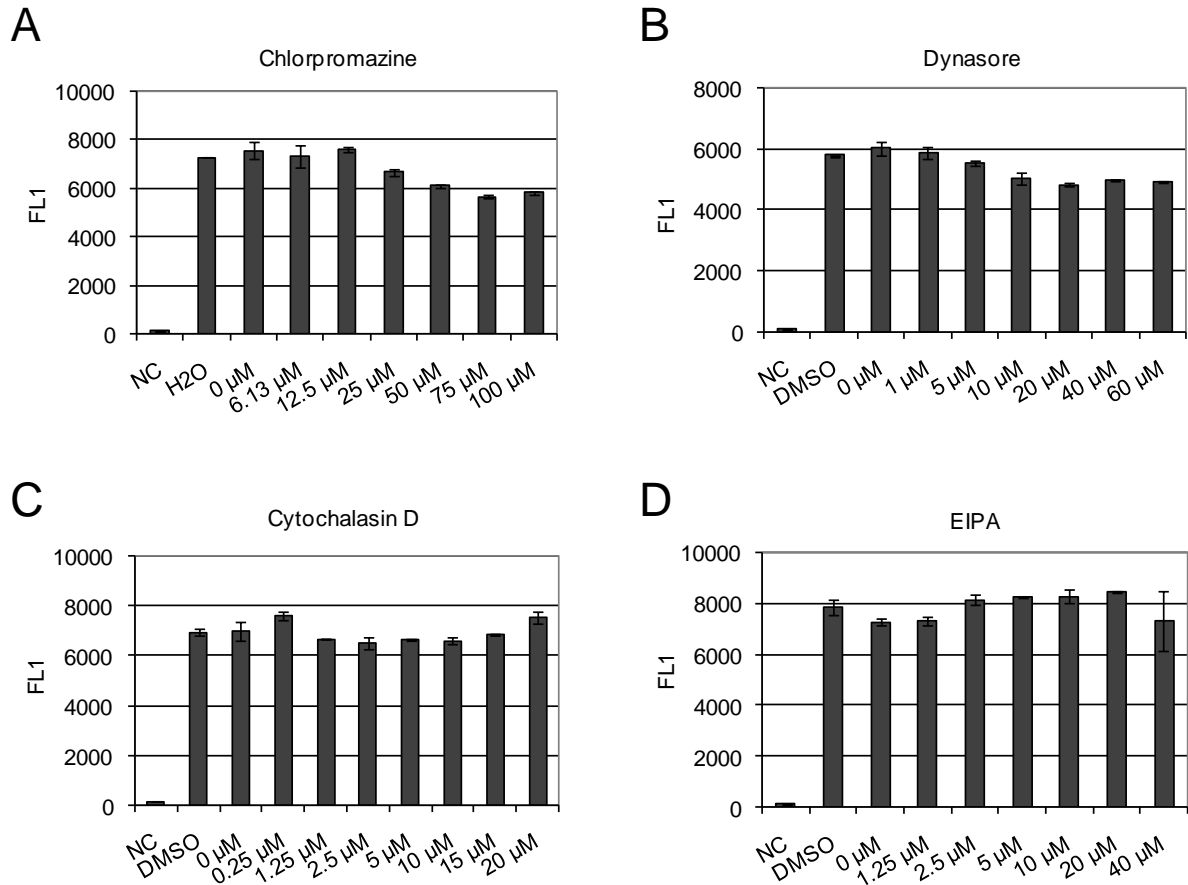 A
Chlorpromazine
10000
8000
6000
4000
2000
0
FL1
NC
H2O
0 µM
6.13 µM
12.5 µM
25 µM
50 µM
75 µM
100 µM
B
Dynasore
8000
6000
4000
2000
0
FL1
NC
DMSO
0 µM
1 µM
5 µM
10 µM
20 µM
40 µM
60 µM
C
Cytochalasin D
10000
8000
6000
4000
2000
0
FL1
NC
DMSO
0 µM
0.25 µM
1.25 µM
2.5 µM
5 µM
10 µM
15 µM
20 µM
D
EIPA
10000
8000
6000
4000
2000
0
FL1
NC
DMSO
0 µM
1.25 µM
2.5 µM
5 µM
10 µM
20 µM
40 µM